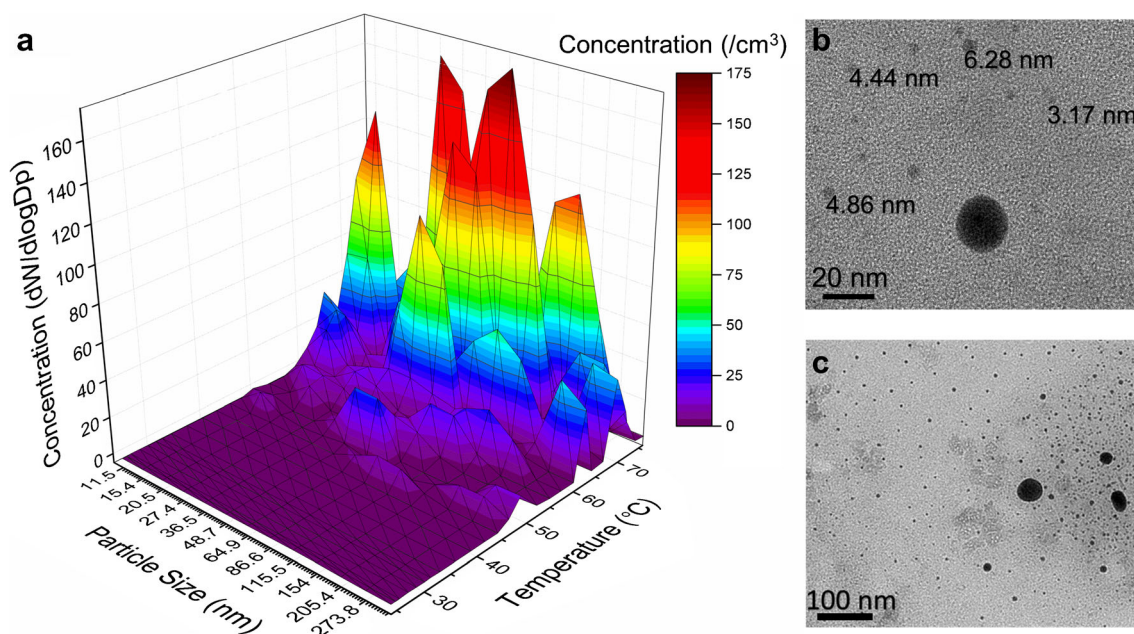 a
Concentration (/cm³)
175
150
125
100
75
50
25
0
Concentration (dW/dlogDp)
160
140
120
100
80
60
40
20
0
11.5
15.4
20.5
27.4
36.5
48.7
64.9
86.6
115.5
154
205.4
273.8
Particle Size (nm)
30
40
50
60
70
Temperature (°C)
b
6.28 nm
4.44 nm
3.17 nm
4.86 nm
20 nm
c
100 nm